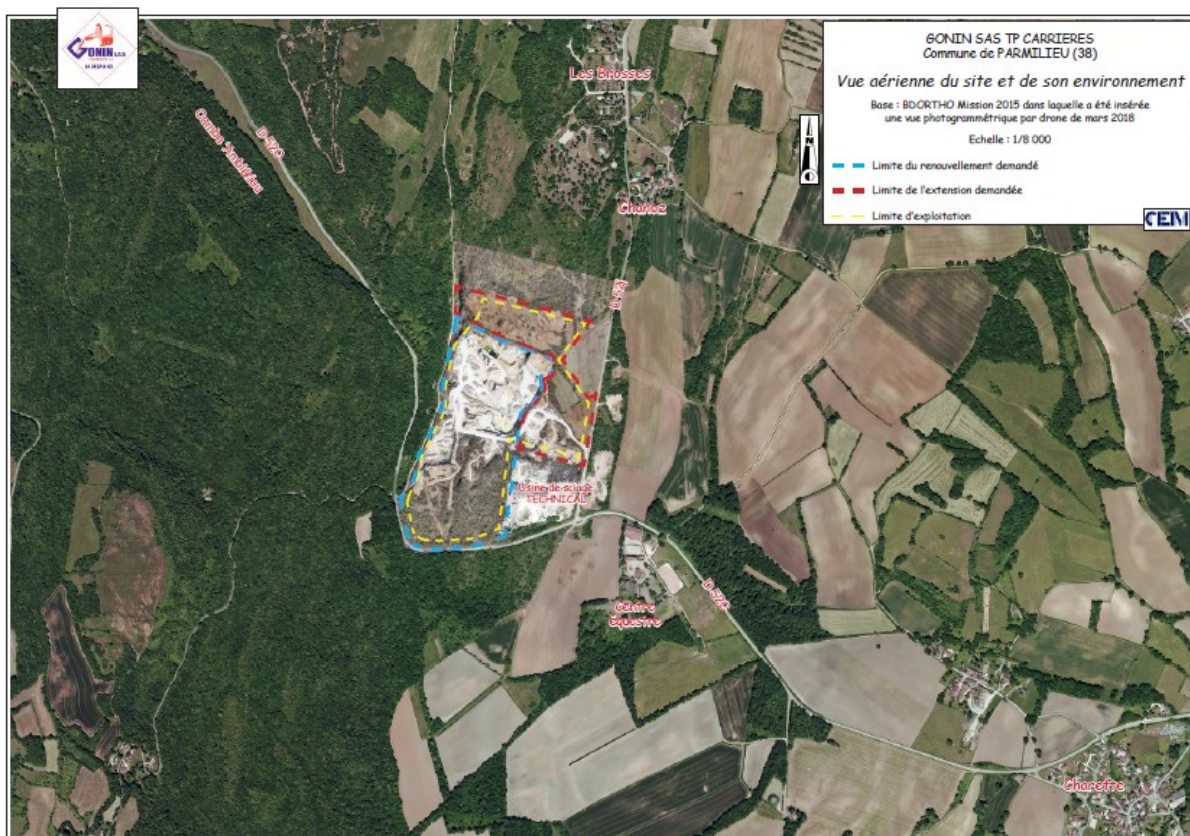 GONIN S.A.S
GONIN SAS TP CARRIERES
Commune de PARMILIEU (38)
Vue aérienne du site et de son environnement
Base : BDORTHO Mission 2015 dans laquelle a été insérée
une vue photogrammétrique par drone de mars 2018
Echelle : 1/8 000
N
Limite du renouvellement demandé
Limite de l'extension demandée
Limite d'exploitation
CEM
Les Brosses
D 52O
Chanoz
Usine de sciage
TECHNICAL
Centre
équestre
D 52O
Charette